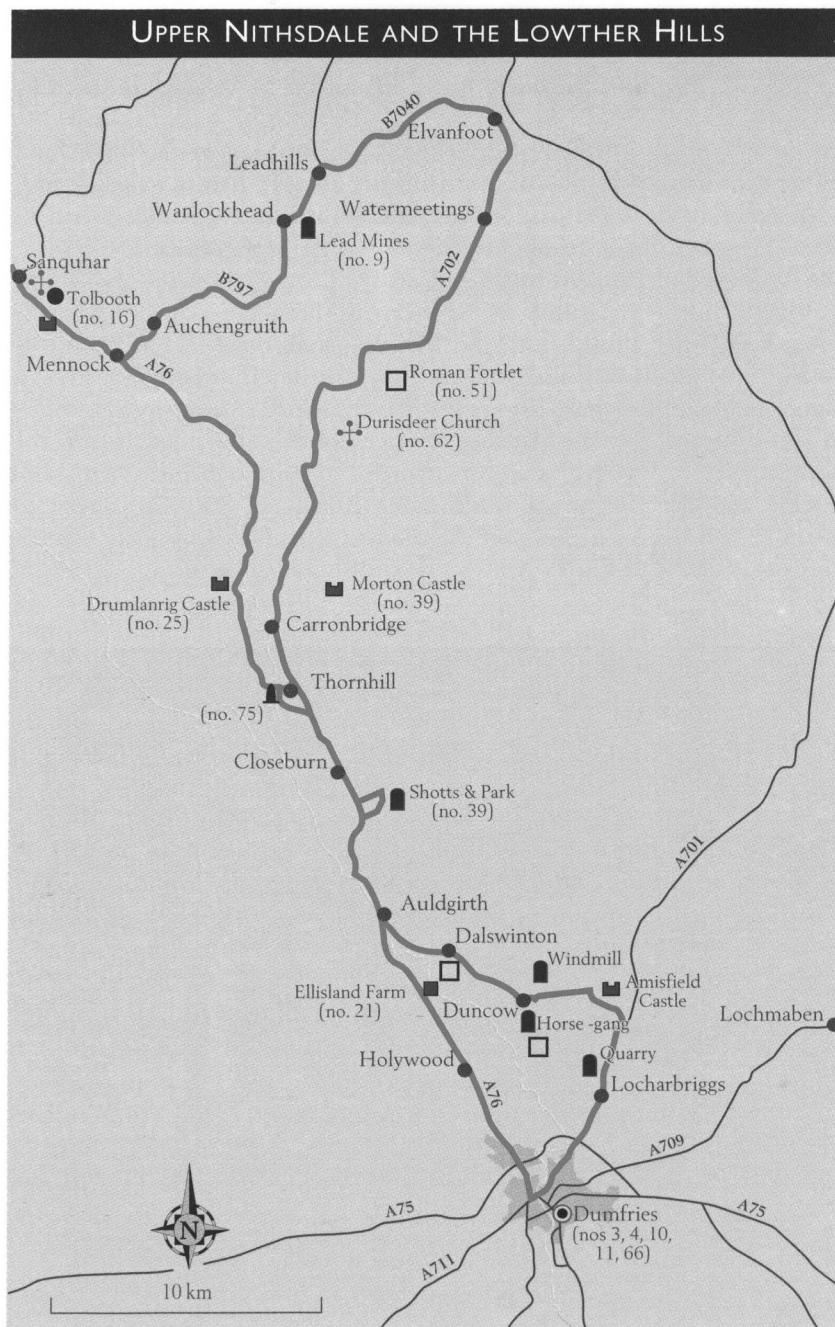 UPPER NITHSDALE AND THE LOWTHER HILLS
B7040
Elvanfoot
Leadhills
Wanlockhead
Watermeetings
Lead Mines
(no. 9)
A702
Sanquhar
Tolbooth
(no. 16)
B797
Auchengruith
Mennock
A76
Roman Fortlet
(no. 51)
Durisdeer Church
(no. 62)
Drumlanrig Castle
(no. 25)
Morton Castle
(no. 39)
Carronbridge
Thornhill
(no. 75)
Closeburn
Shotts & Park
(no. 39)
A701
Auldgirth
Dalswinton
Windmill
Ellisland Farm
(no. 21)
Duncow
Amisfield
Castle
Horse -gang
Lochmaben
Holywood
Quarry
A76
Locharbriggs
A709
A75
A75
Dumfries
(nos 3, 4, 10,
11, 66)
A711
N
10 km